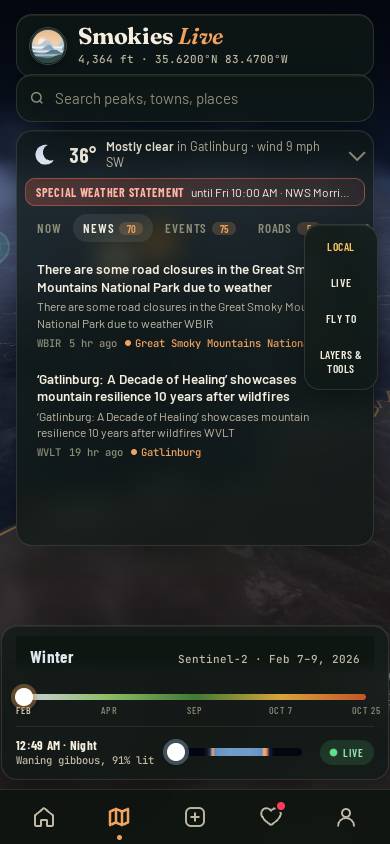 Smokies Live
4,364 ft · 35.6200°N 83.4700°W
Search peaks, towns, places
36° Mostly clear in Gatlinburg · wind 9 mph
SW
SPECIAL WEATHER STATEMENT until Fri 10:00 AM · NWS Morri...
NOW NEWS 70 EVENTS 75 ROADS
LOCAL
LIVE
FLY TO
LAYERS &
TOOLS
There are some road closures in the Great Sm
Mountains National Park due to weather
There are some road closures in the Great Smoky Moun
National Park due to weather WBIR
WBIR 5 hr ago Great Smoky Mountains Nation
‘Gatlinburg: A Decade of Healing’ showcases
mountain resilience 10 years after wildfires
‘Gatlinburg: A Decade of Healing’ showcases mountain
resilience 10 years after wildfires WVLT
WVLT 19 hr ago Gatlinburg
Winter Sentinel-2 · Feb 7–9, 2026
FEB APR SEP OCT 7 OCT 25
12:49 AM · Night
Waning gibbous, 91% lit
LIVE